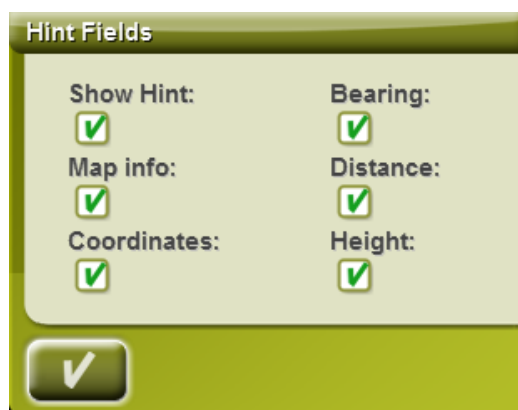 Hint Fields
Show Hint: Bearing:
Map info: Distance:
Coordinates: Height: